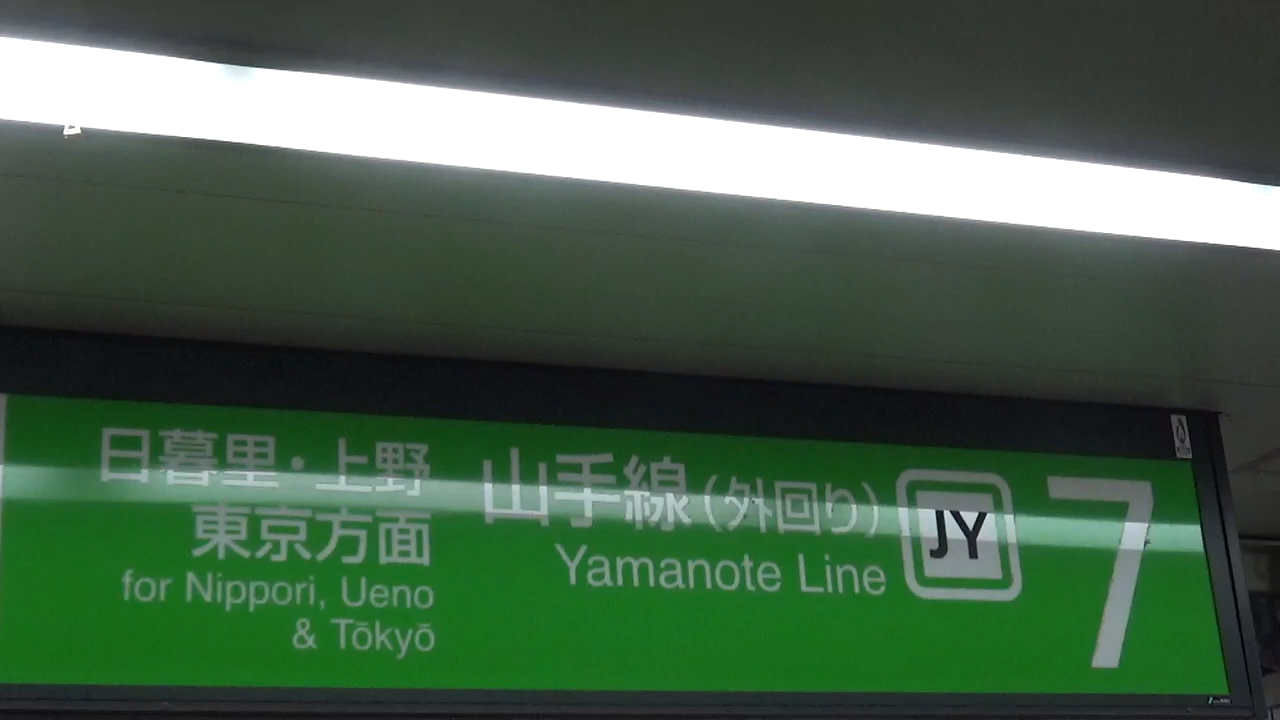 日暮里・上野
東京方面
for Nippori, Ueno
& Tōkyō
山手線(外回り)
Yamanote Line
JY
7